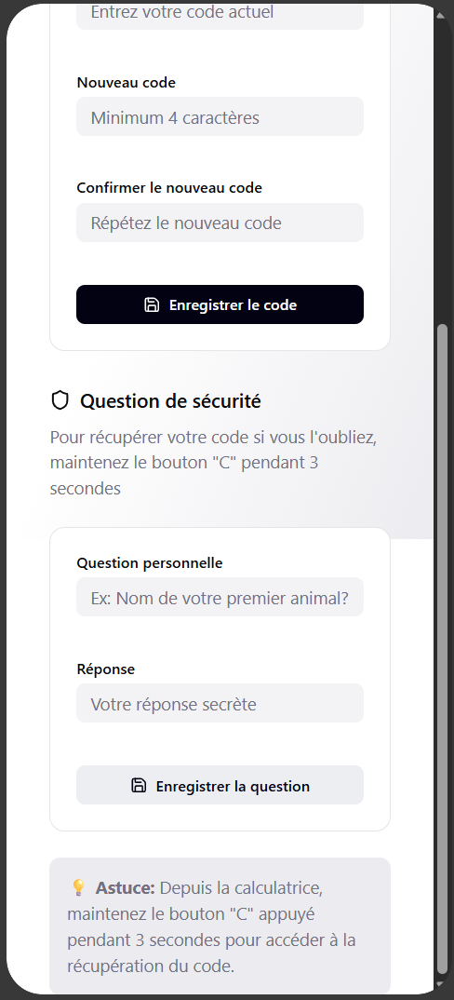 Entrez votre code actuel
Nouveau code
Minimum 4 caractères
Confirmer le nouveau code
Répétez le nouveau code
Enregistrer le code
Question de sécurité
Pour récupérer votre code si vous l'oubliez,
maintenez le bouton "C" pendant 3
secondes
Question personnelle
Ex: Nom de votre premier animal?
Réponse
Votre réponse secrète
Enregistrer la question
💡 Astuce: Depuis la calculatrice,
maintenez le bouton "C" appuyé
pendant 3 secondes pour accéder à la
récupération du code.